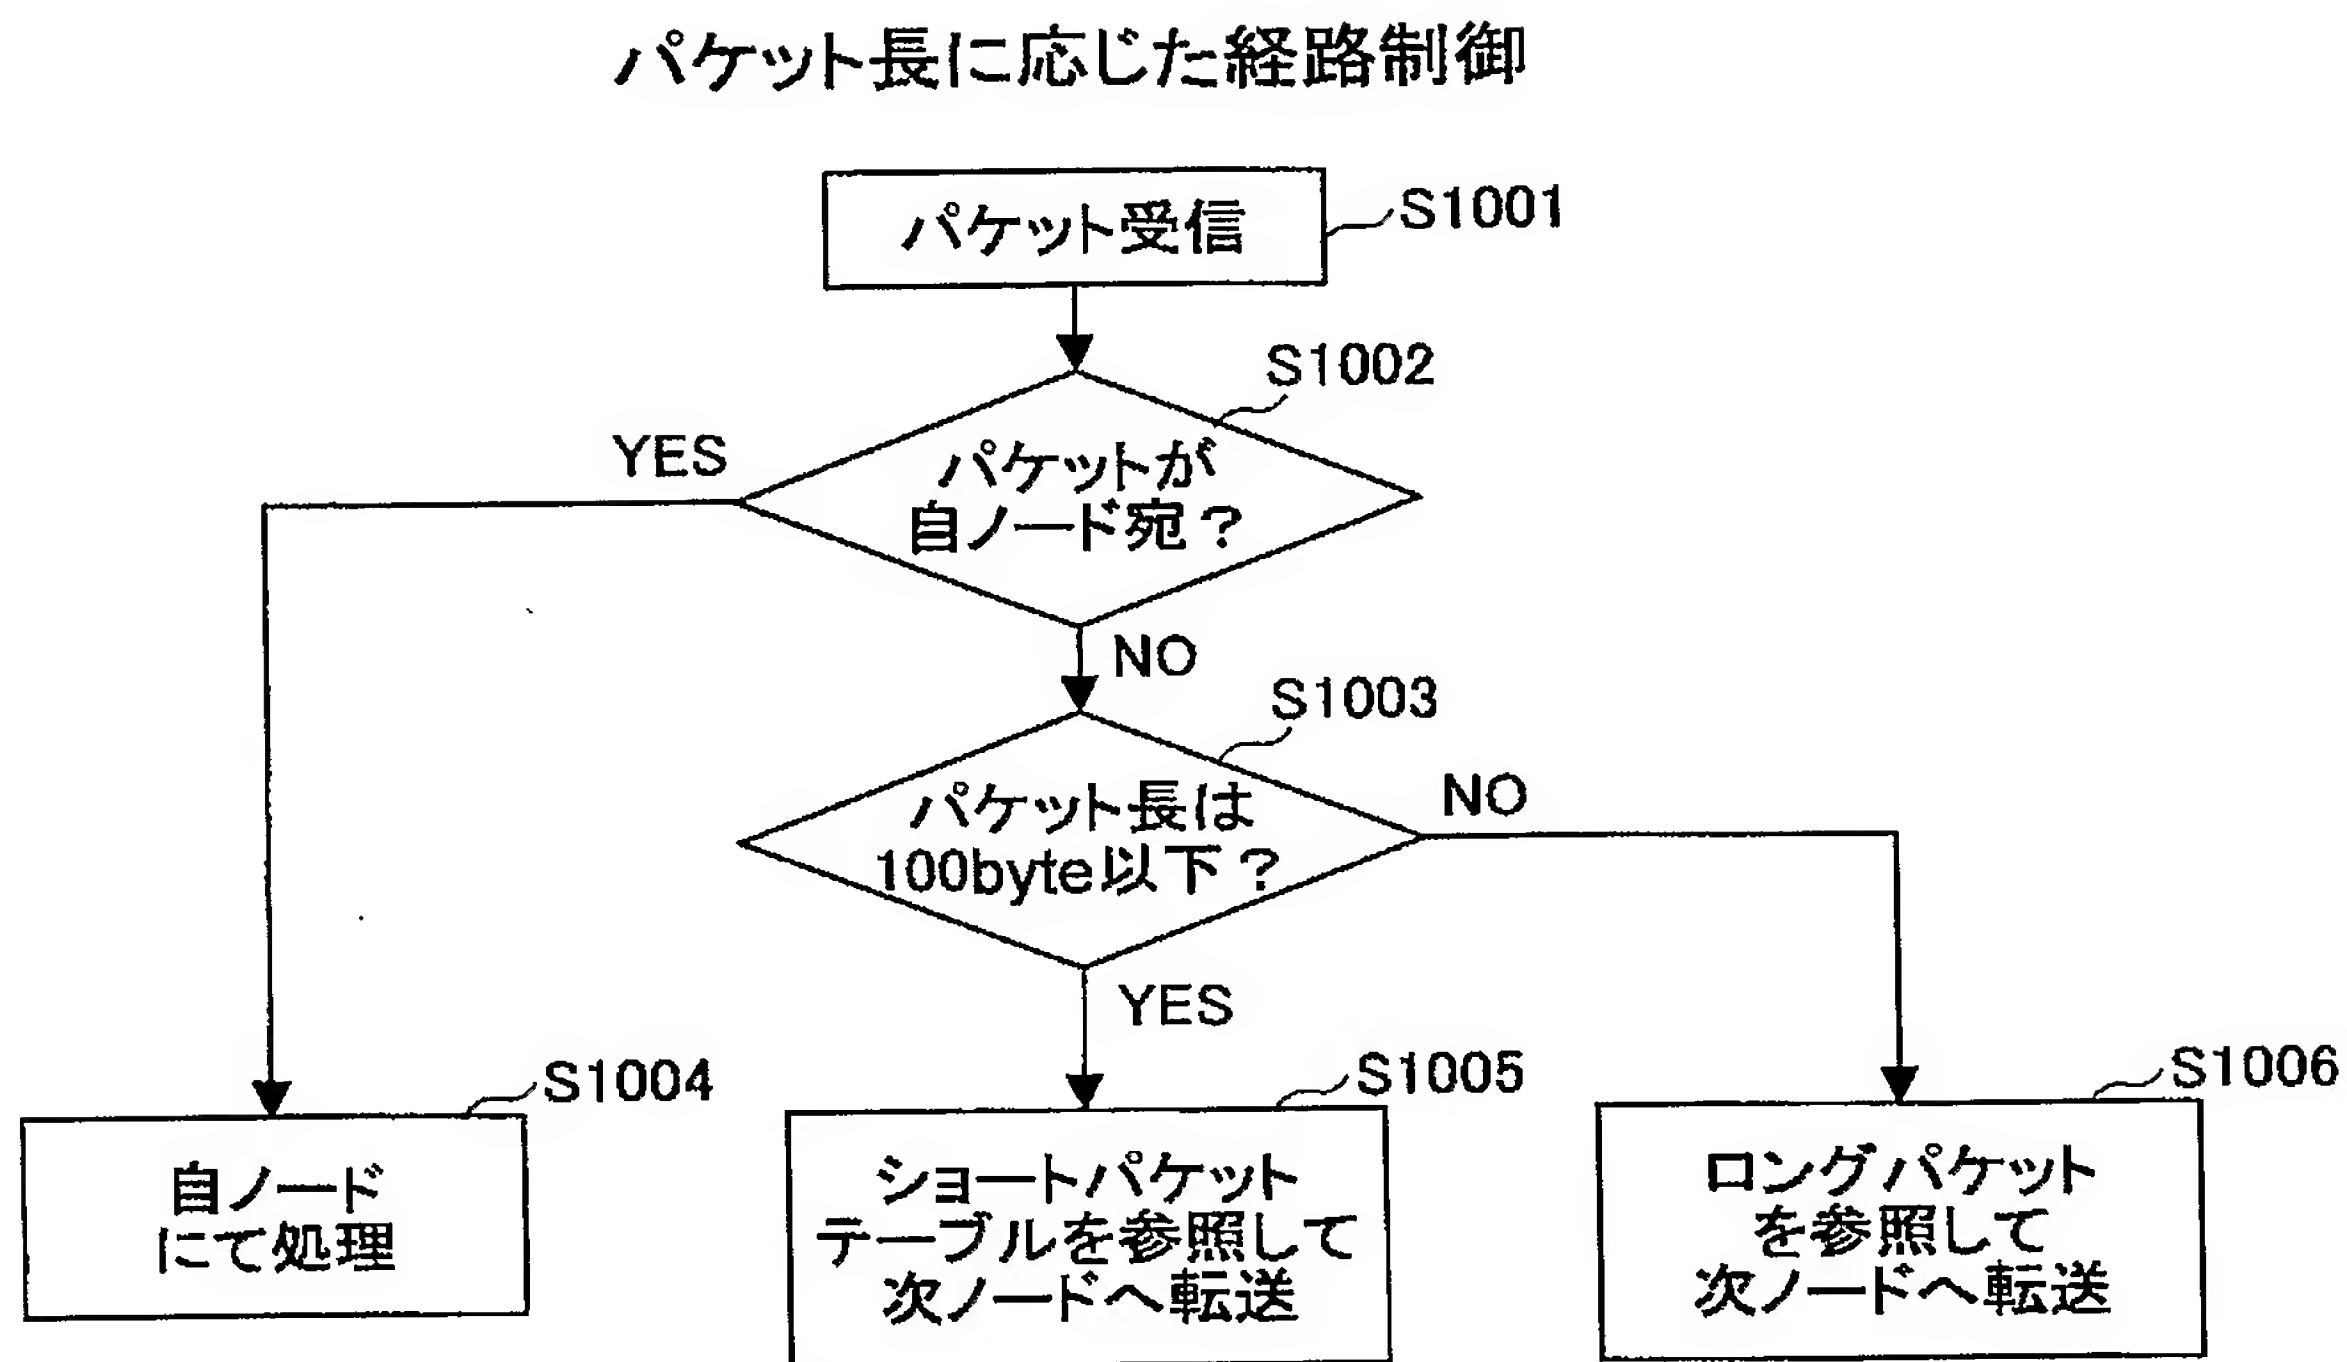 パケット長に応じた経路制御
パケット受信
S1001
S1002
YES
パケットが
自ノード宛？
NO
S1003
パケット長は
100byte以下？
NO
YES
S1004
自ノード
にて処理
S1005
ショートパケット
テーブルを参照して
次ノードへ転送
S1006
ロングパケット
を参照して
次ノードへ転送